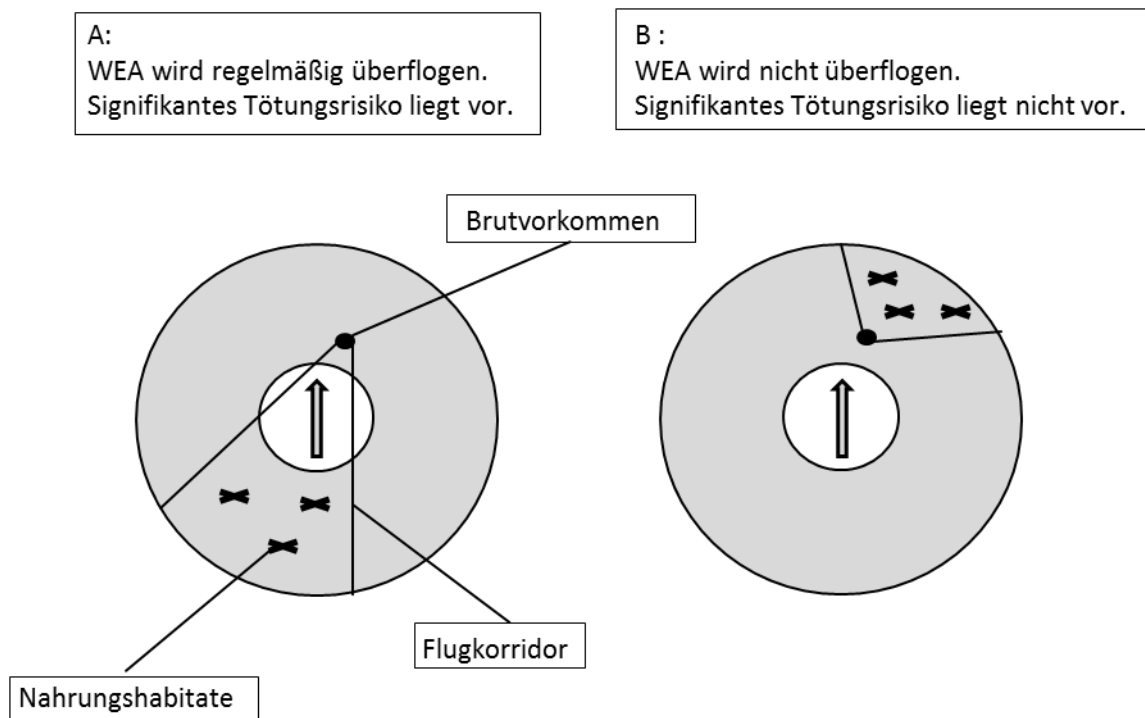 A:
WEA wird regelmäßig überflogen.
Signifikantes Tötungsrisiko liegt vor.
B :
WEA wird nicht überflogen.
Signifikantes Tötungsrisiko liegt nicht vor.
Brutvorkommen
Flugkorridor
Nahrungshabitate